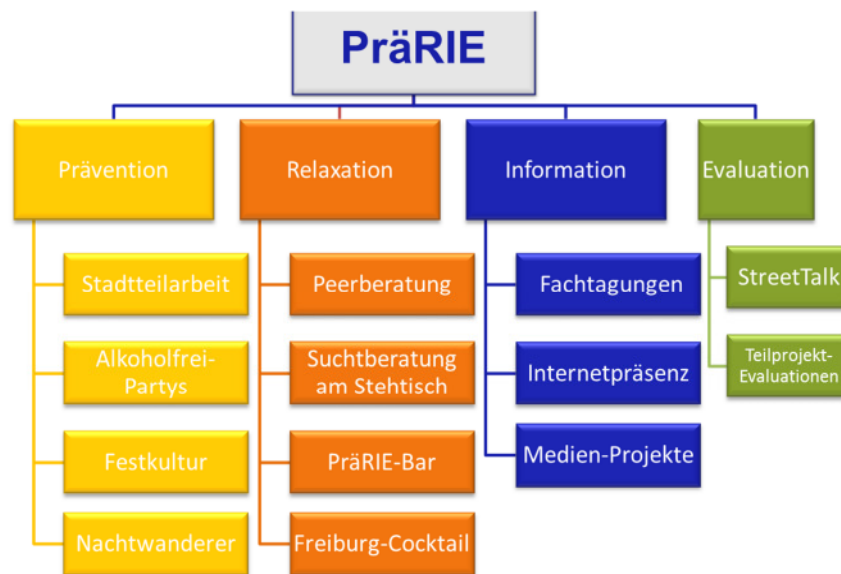 PräRIE
Prävention
Relaxation
Information
Evaluation
Stadtteilarbeit
Alkoholfrei-
Partys
Festkultur
Nachtwanderer
Peerberatung
Suchtberatung
am Stehtisch
PräRIE-Bar
Freiburg-Cocktail
Fachtagungen
Internetpräsenz
Medien-Projekte
StreetTalk
Teilprojekt-
Evaluationen